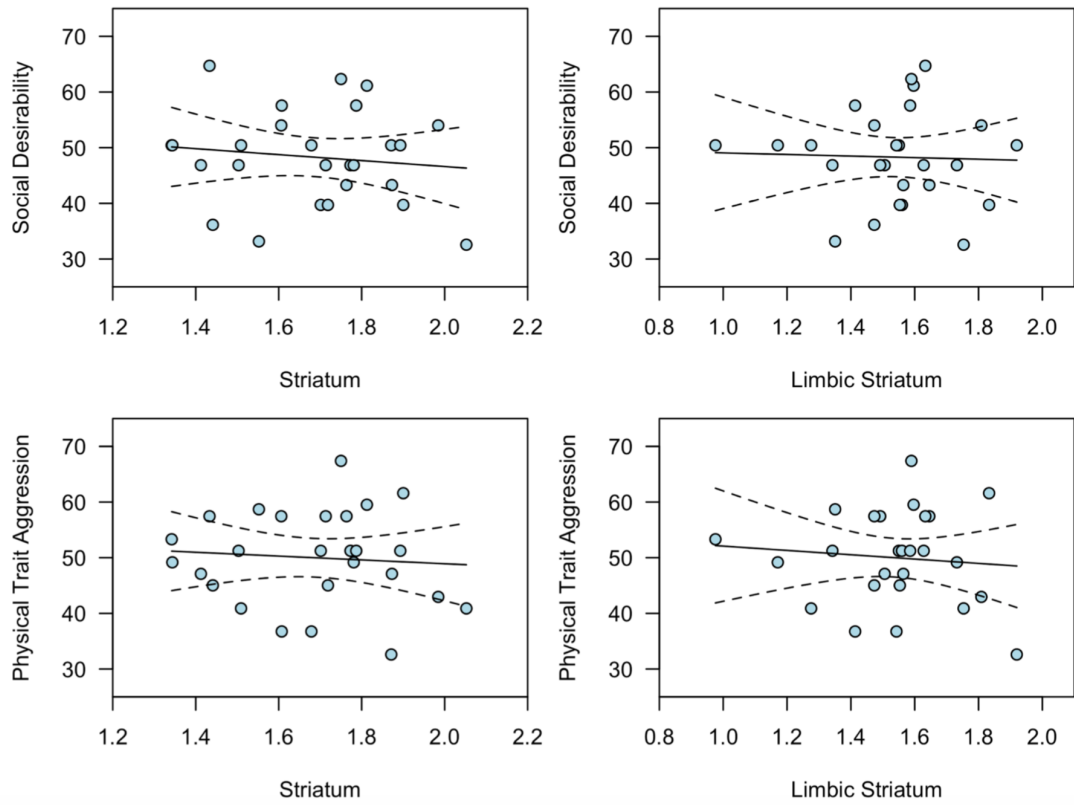 Social Desirability
70
60
50
40
30
1.2 1.4 1.6 1.8 2.0 2.2
Striatum
Social Desirability
70
60
50
40
30
0.8 1.0 1.2 1.4 1.6 1.8 2.0
Limbic Striatum
Physical Trait Aggression
70
60
50
40
30
1.2 1.4 1.6 1.8 2.0 2.2
Striatum
Physical Trait Aggression
70
60
50
40
30
0.8 1.0 1.2 1.4 1.6 1.8 2.0
Limbic Striatum